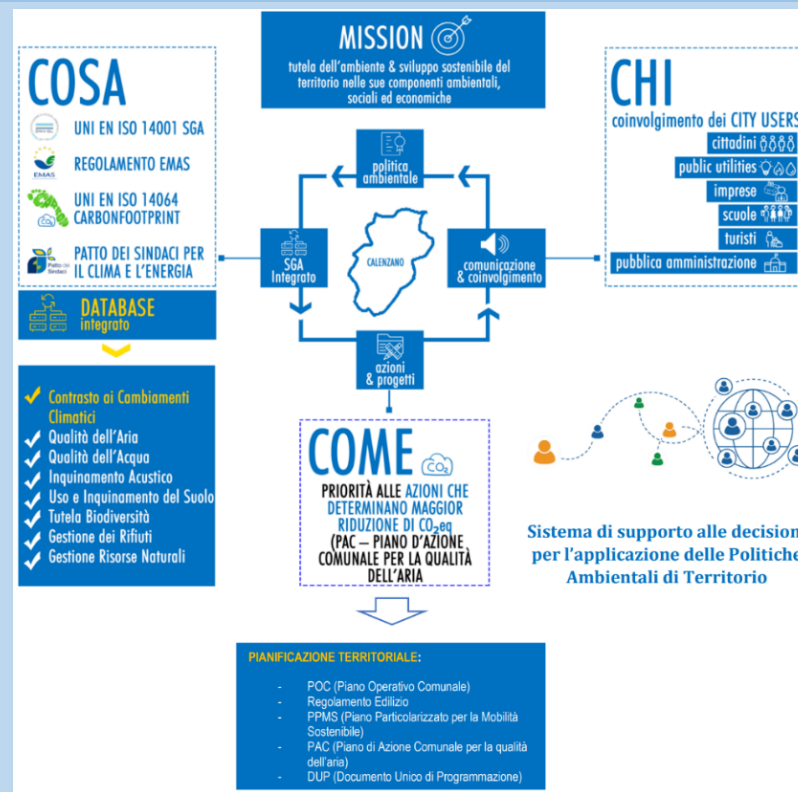 MISSION
tutela dell'ambiente & sviluppo sostenibile del
territorio nelle sue componenti ambientali,
sociali ed economiche
COSA
UNI EN ISO 14001 SGA
EMAS
REGOLAMENTO EMAS
CO2
UNI EN ISO 14064
CARBONFOOTPRINT
Patto dei
Sindaci
PATTO DEI SINDACI PER
IL CLIMA E L'ENERGIA
DATABASE
integrato
Contrasto ai Cambiamenti
Climatici
Qualità dell'Aria
Qualità dell'Acqua
Inquinamento Acustico
Uso e Inquinamento del Suolo
Tutela Biodiversità
Gestione dei Rifiuti
Gestione Risorse Naturali
politica
ambientale
SGA
Integrato
CALENZANO
comunicazione
& coinvolgimento
azioni
& progetti
CHI
coinvolgimento dei CITY USERS
cittadini
public utilities
imprese
scuole
turisti
pubblica amministrazione
COME
CO2
PRIORITÀ ALLE AZIONI CHE
DETERMINANO MAGGIOR
RIDUZIONE DI CO2eq
(PAC – PIANO D'AZIONE
COMUNALE PER LA QUALITÀ
DELL'ARIA
Sistema di supporto alle decision
per l'applicazione delle Politiche
Ambientali di Territorio
PIANIFICAZIONE TERRITORIALE:
- POC (Piano Operativo Comunale)
- Regolamento Edilizio
- PPMS (Piano Particolarizzato per la Mobilità
Sostenibile)
- PAC (Piano di Azione Comunale per la qualità
dell'aria)
- DUP (Documento Unico di Programmazione)